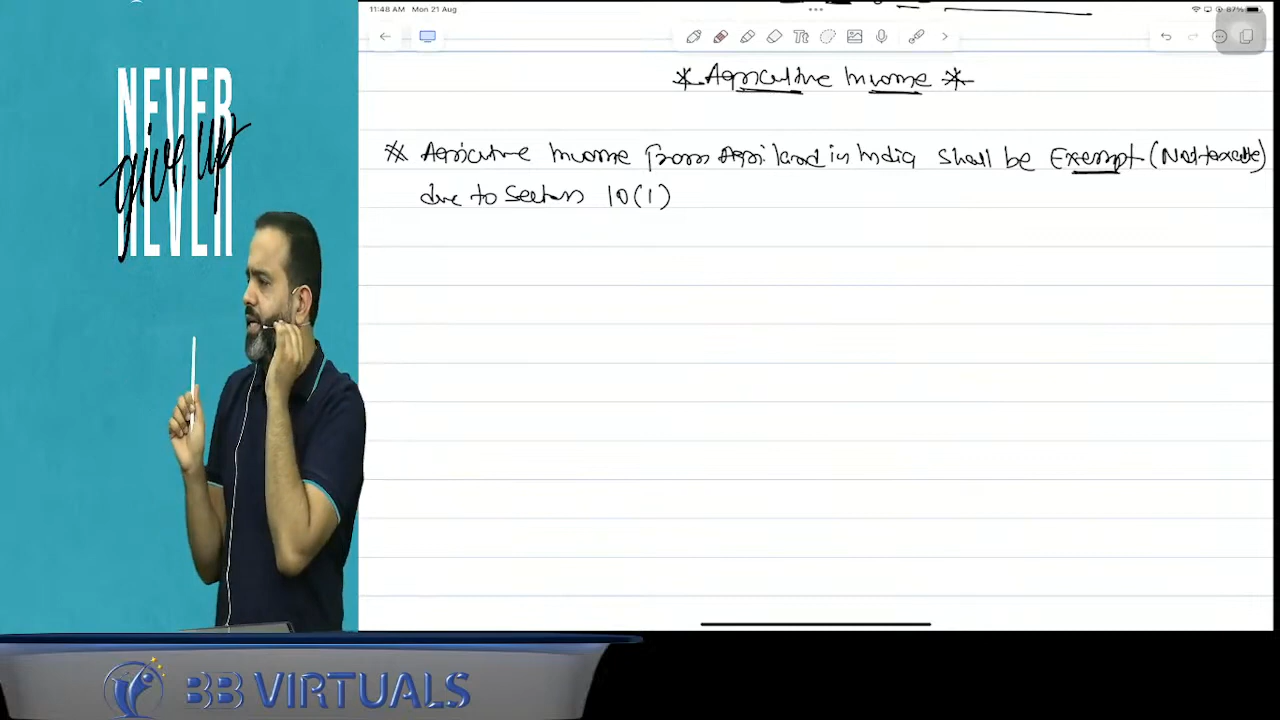 11:48 AM Mon 21 Aug
87%
NEVER
give up
NEVER
* Agriculture Income *
* Agriculture Income from Agri land in India shall be Exempt (Not taxable)
due to Section 10(1)
BB VIRTUALS